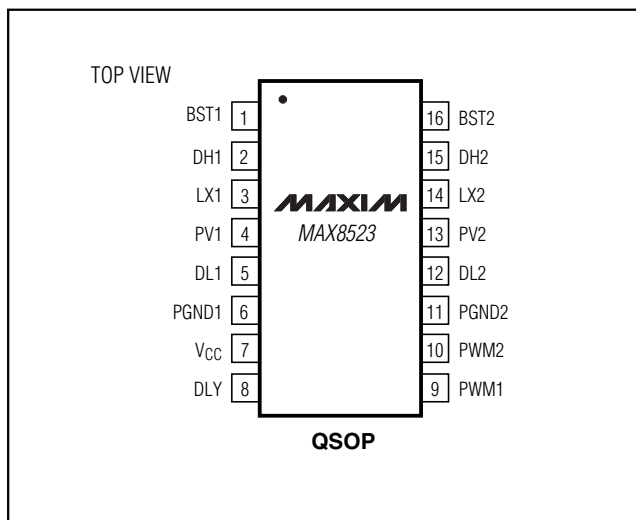 TOP VIEW
BST1 1 16 BST2
DH1 2 15 DH2
LX1 3 MAXIM 14 LX2
PV1 4 MAX8523 13 PV2
DL1 5 12 DL2
PGND1 6 11 PGND2
VCC 7 10 PWM2
DLY 8 9 PWM1
QSOP